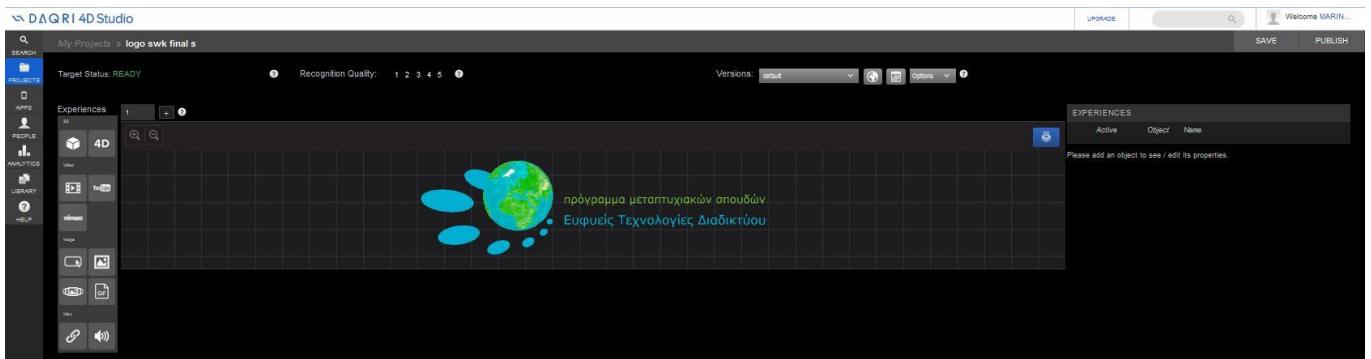 DAQRI 4D Studio
UPGRADE
Welcome MARIN...
SEARCH
My Projects » logo swk final s
SAVE PUBLISH
PROJECTS
Target Status: READY
Recognition Quality: 1 2 3 4 5
Versions: default
Options
APPS
Experiences
1 +
EXPERIENCES
PEOPLE
3D
4D
Active Object Name
ANALYTICS
Video
Please add an object to see / edit its properties.
LIBRARY
YouTube
HELP
vimeo
πρόγραμμα μεταπτυχιακών σπουδών
Ευφυείς Τεχνολογίες Διαδικτύου
Image
GIF